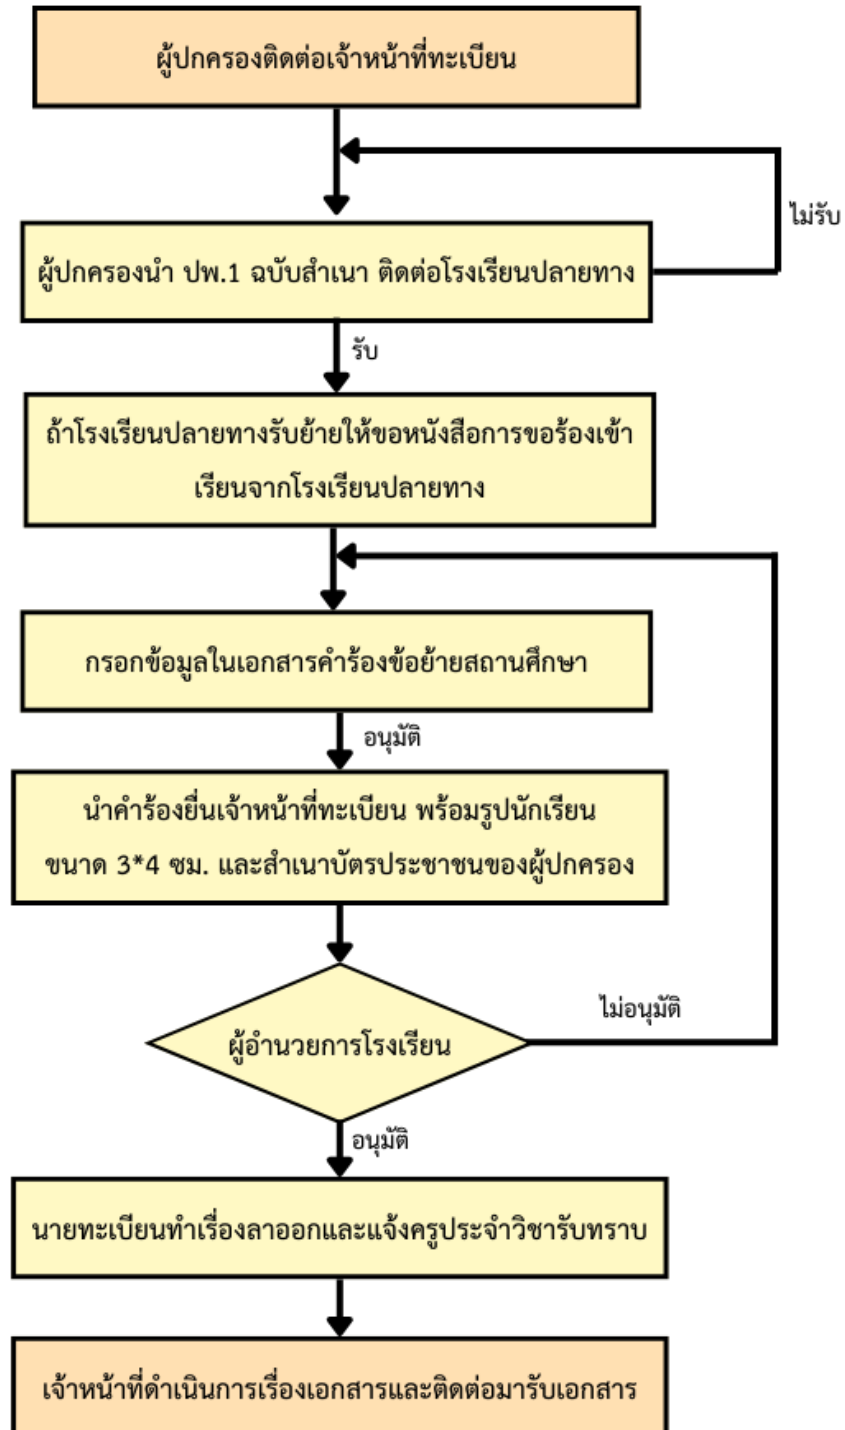 ผู้ปกครองติดต่อเจ้าหน้าที่ทะเบียน
ไม่รับ
ผู้ปกครองนำ ปพ.1 ฉบับสำเนา ติดต่อโรงเรียนปลายทาง
รับ
ถ้าโรงเรียนปลายทางรับย้ายให้ขอหนังสือการขอร้องเข้า
เรียนจากโรงเรียนปลายทาง
กรอกข้อมูลในเอกสารคำร้องข้อย้ายสถานศึกษา
อนุมัติ
นำคำร้องยื่นเจ้าหน้าที่ทะเบียน พร้อมรูปนักเรียน
ขนาด 3*4 ซม. และสำเนาบัตรประชาชนของผู้ปกครอง
ไม่อนุมัติ
ผู้อำนวยการโรงเรียน
อนุมัติ
นายทะเบียนทำเรื่องลาออกและแจ้งครูประจำวิชารับทราบ
เจ้าหน้าที่ดำเนินการเรื่องเอกสารและติดต่อมารับเอกสาร